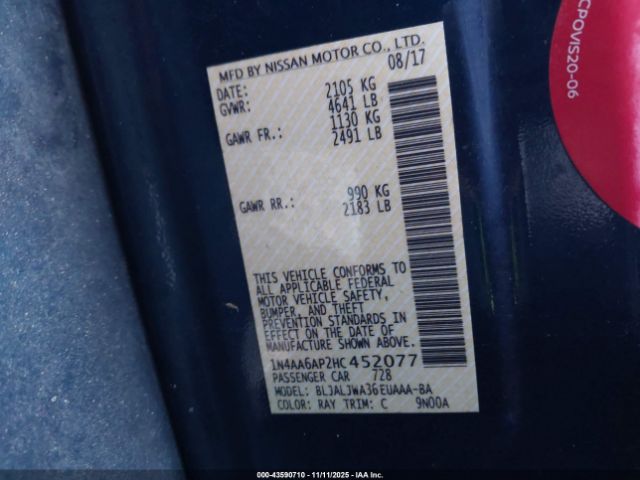 MFD BY NISSAN MOTOR CO., LTD.
DATE: 08/17
GVWR: 2105 KG
4641 LB
GAWR FR.: 1130 KG
2491 LB
GAWR RR.: 990 KG
2183 LB
THIS VEHICLE CONFORMS TO
ALL APPLICABLE FEDERAL
MOTOR VEHICLE SAFETY,
BUMPER, AND THEFT
PREVENTION STANDARDS IN
EFFECT ON THE DATE OF
MANUFACTURE SHOWN ABOVE.
1N4AA6AP2HC452077
PASSENGER CAR 728
MODEL: BLJALJWA36EUAAA-BA
COLOR: RAY TRIM: C 9N00A
CPOVIS20-06
000-43590710 - 11/11/2025 - IAA Inc.